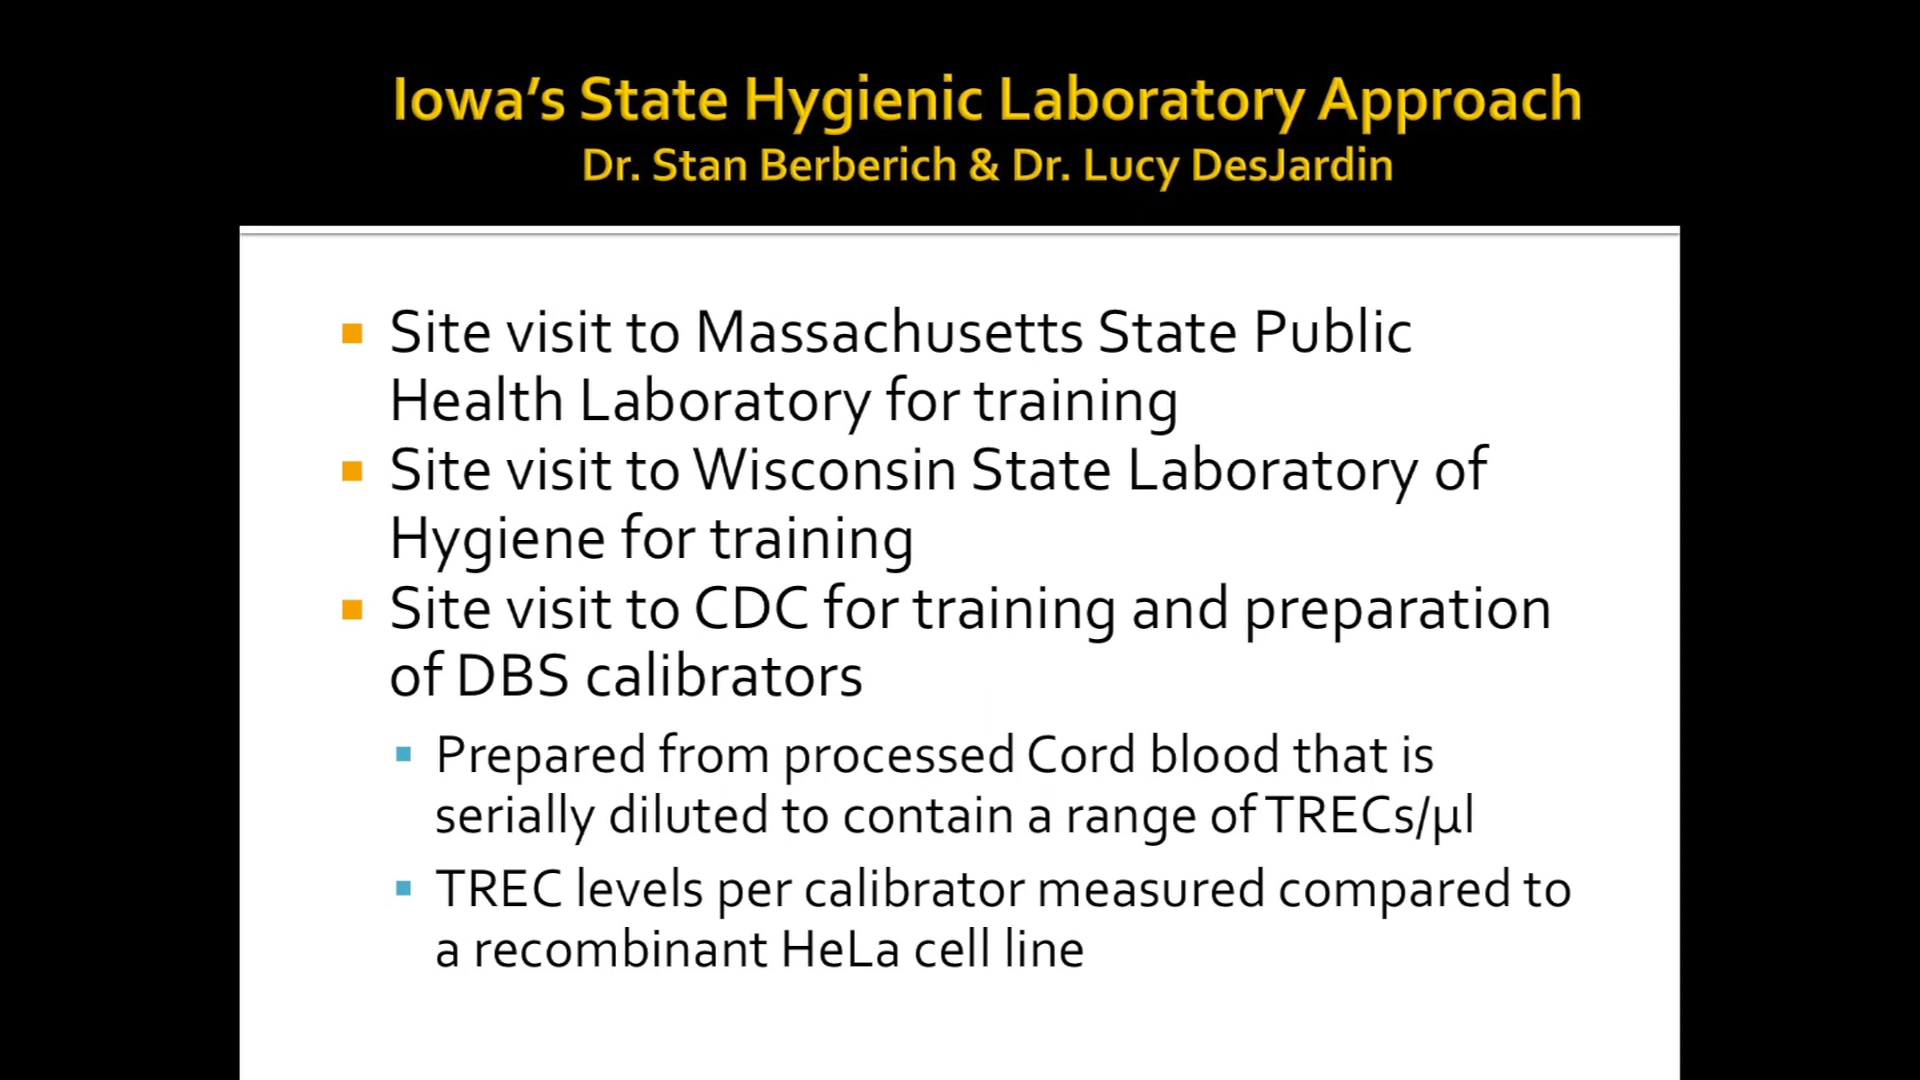 Iowa’s State Hygienic Laboratory Approach
Dr. Stan Berberich & Dr. Lucy DesJardin
Site visit to Massachusetts State Public
Health Laboratory for training
Site visit to Wisconsin State Laboratory of
Hygiene for training
Site visit to CDC for training and preparation
of DBS calibrators
Prepared from processed Cord blood that is
serially diluted to contain a range of TRECs/µl
TREC levels per calibrator measured compared to
a recombinant HeLa cell line